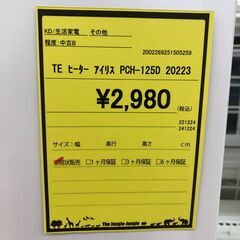 KD/生活家電 その他
程度:中古B
2002269251505259
TE ヒーター アイリス PCH-125D 20223
¥2,980
(税込)
221224
241224
サイズ:幅 奥行 高さ cm
現状販売 □1ヶ月保証 □3ヶ月保証 □6ヶ月保証
The Jungle-Jungle